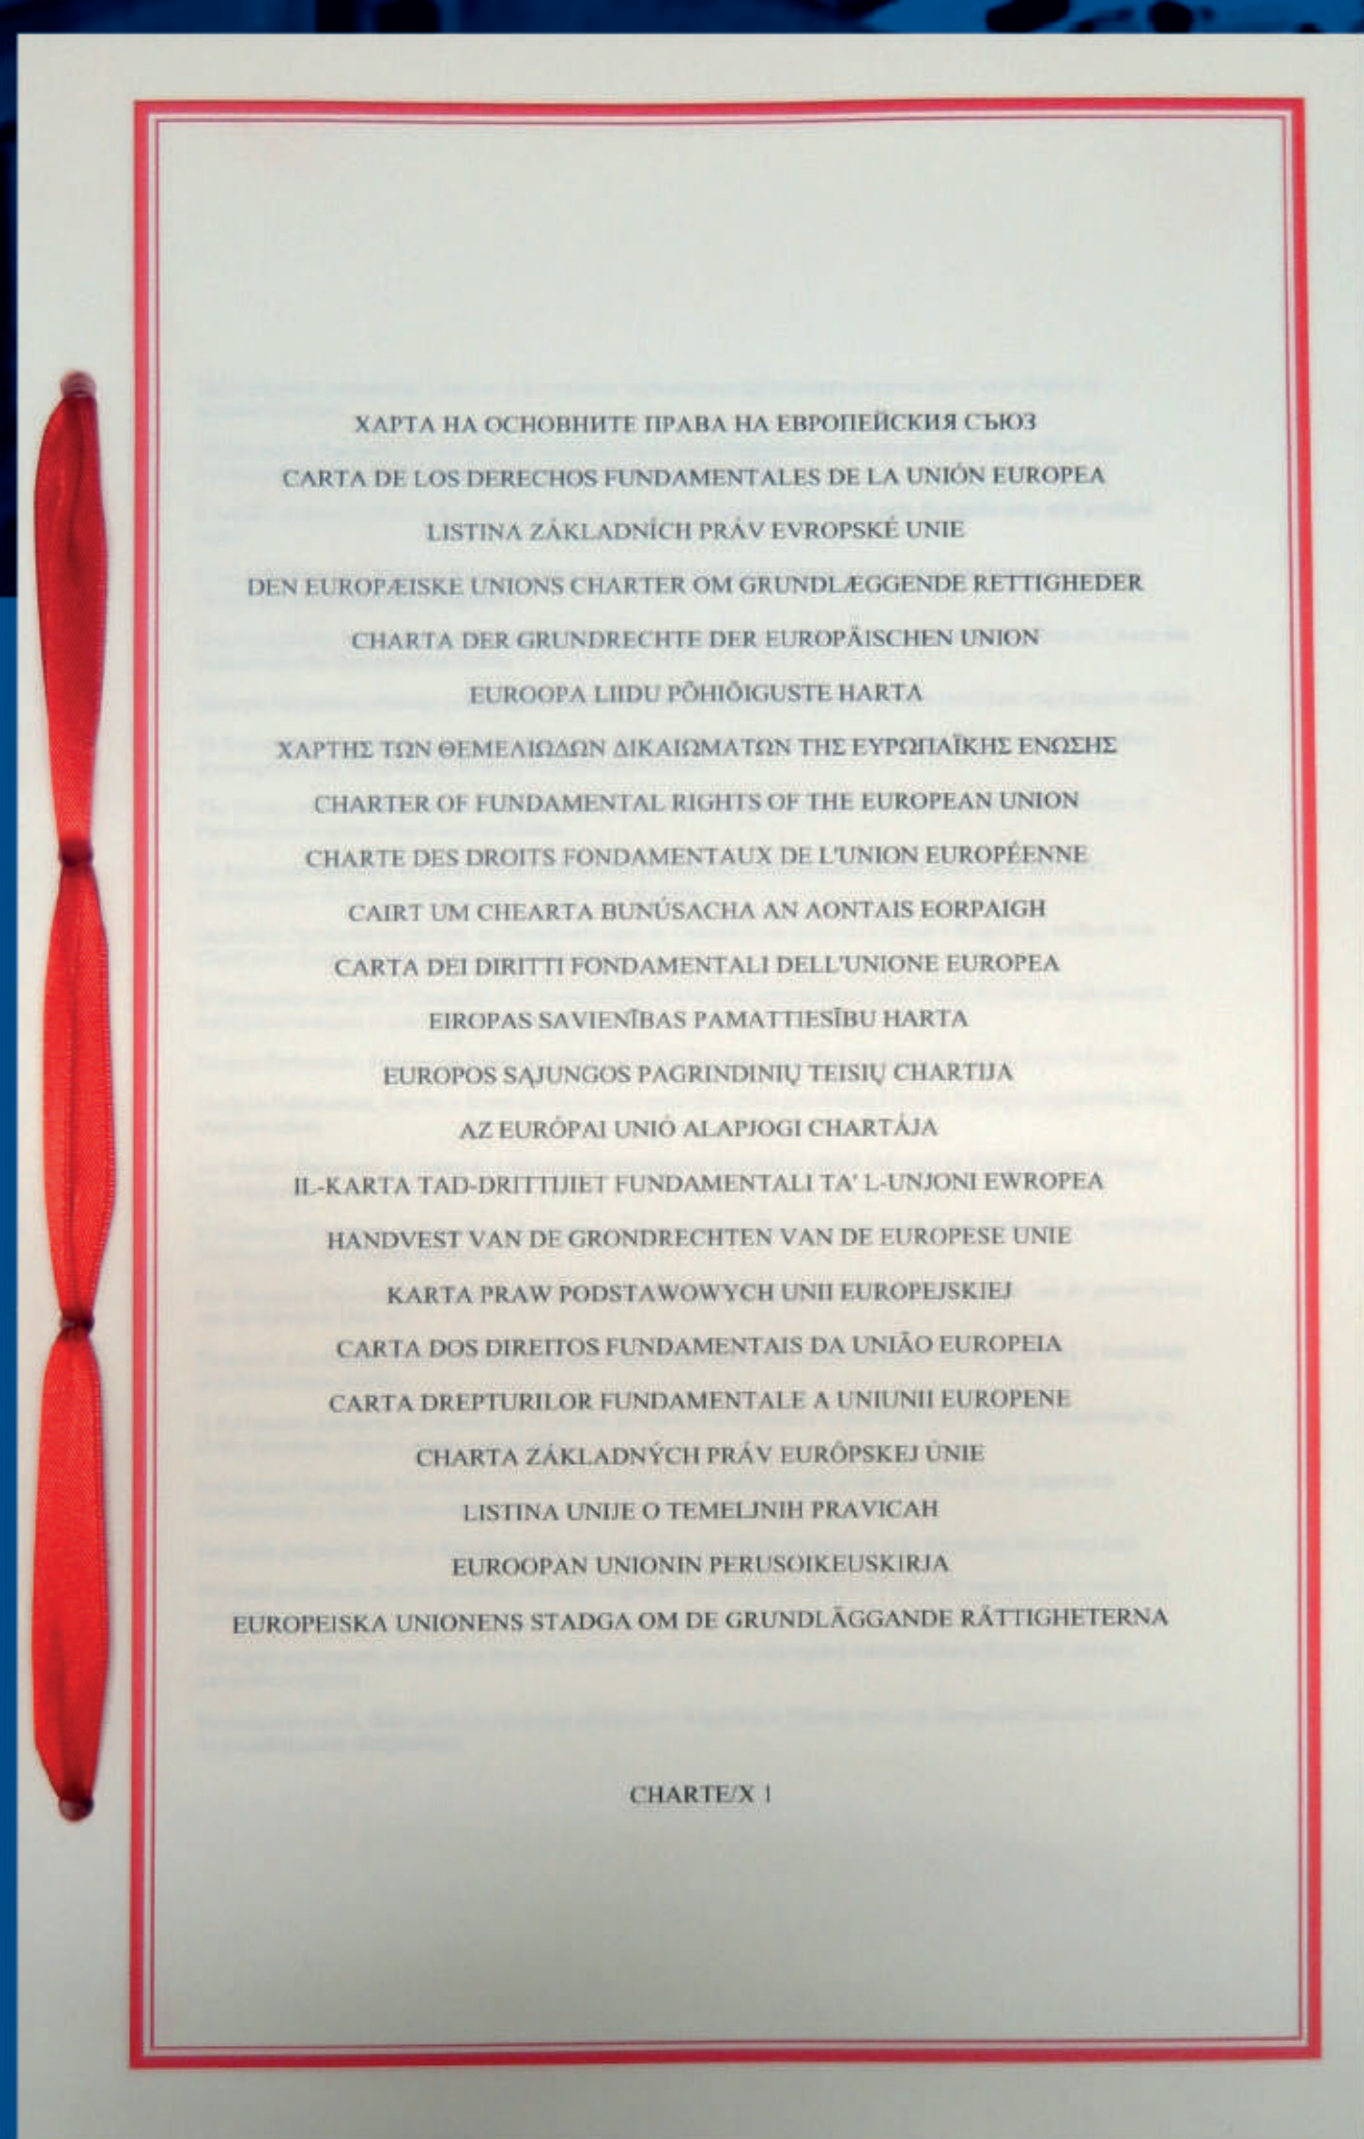 ХАРТА НА ОСНОВНИТЕ ПРАВА НА ЕВРОПЕЙСКИЯ СЪЮЗ
CARTA DE LOS DERECHOS FUNDAMENTALES DE LA UNIÓN EUROPEA
LISTINA ZÁKLADNÍCH PRÁV EVROPSKÉ UNIE
DEN EUROPÆISKE UNIONS CHARTER OM GRUNDLÆGGENDE RETTIGHEDER
CHARTA DER GRUNDRECHTE DER EUROPÄISCHEN UNION
EUROOPA LIIDU PÕHIÕIGUSTE HARTA
ΧΑΡΤΗΣ ΤΩΝ ΘΕΜΕΛΙΩΔΩΝ ΔΙΚΑΙΩΜΑΤΩΝ ΤΗΣ ΕΥΡΩΠΑΪΚΗΣ ΕΝΩΣΗΣ
CHARTER OF FUNDAMENTAL RIGHTS OF THE EUROPEAN UNION
CHARTE DES DROITS FONDAMENTAUX DE L'UNION EUROPÉENNE
CAIRT UM CHEARTA BUNÚSACHA AN AONTAIS EORPAIGH
CARTA DEI DIRITTI FONDAMENTALI DELL'UNIONE EUROPEA
EIROPAS SAVIENĪBAS PAMATTIESĪBU HARTA
EUROPOS SĄJUNGOS PAGRINDINIŲ TEISIŲ CHARTIJA
AZ EURÓPAI UNIÓ ALAPJOGI CHARTÁJA
IL-KARTA TAD-DRITTIJIET FUNDAMENTALI TA' L-UNJONI EWROPEA
HANDVEST VAN DE GRONDRECHTEN VAN DE EUROPESE UNIE
KARTA PRAW PODSTAWOWYCH UNII EUROPEJSKIEJ
CARTA DOS DIREITOS FUNDAMENTAIS DA UNIÃO EUROPEIA
CARTA DREPTURILOR FUNDAMENTALE A UNIUNII EUROPENE
CHARTA ZÁKLADNÝCH PRÁV EURÓPSKEJ ÚNIE
LISTINA UNIJE O TEMELJNIH PRAVICAH
EUROOPAN UNIONIN PERUSOIKEUSKIRJA
EUROPEISKA UNIONENS STADGA OM DE GRUNDLÄGGANDE RÄTTIGHETERNA
CHARTE/X 1